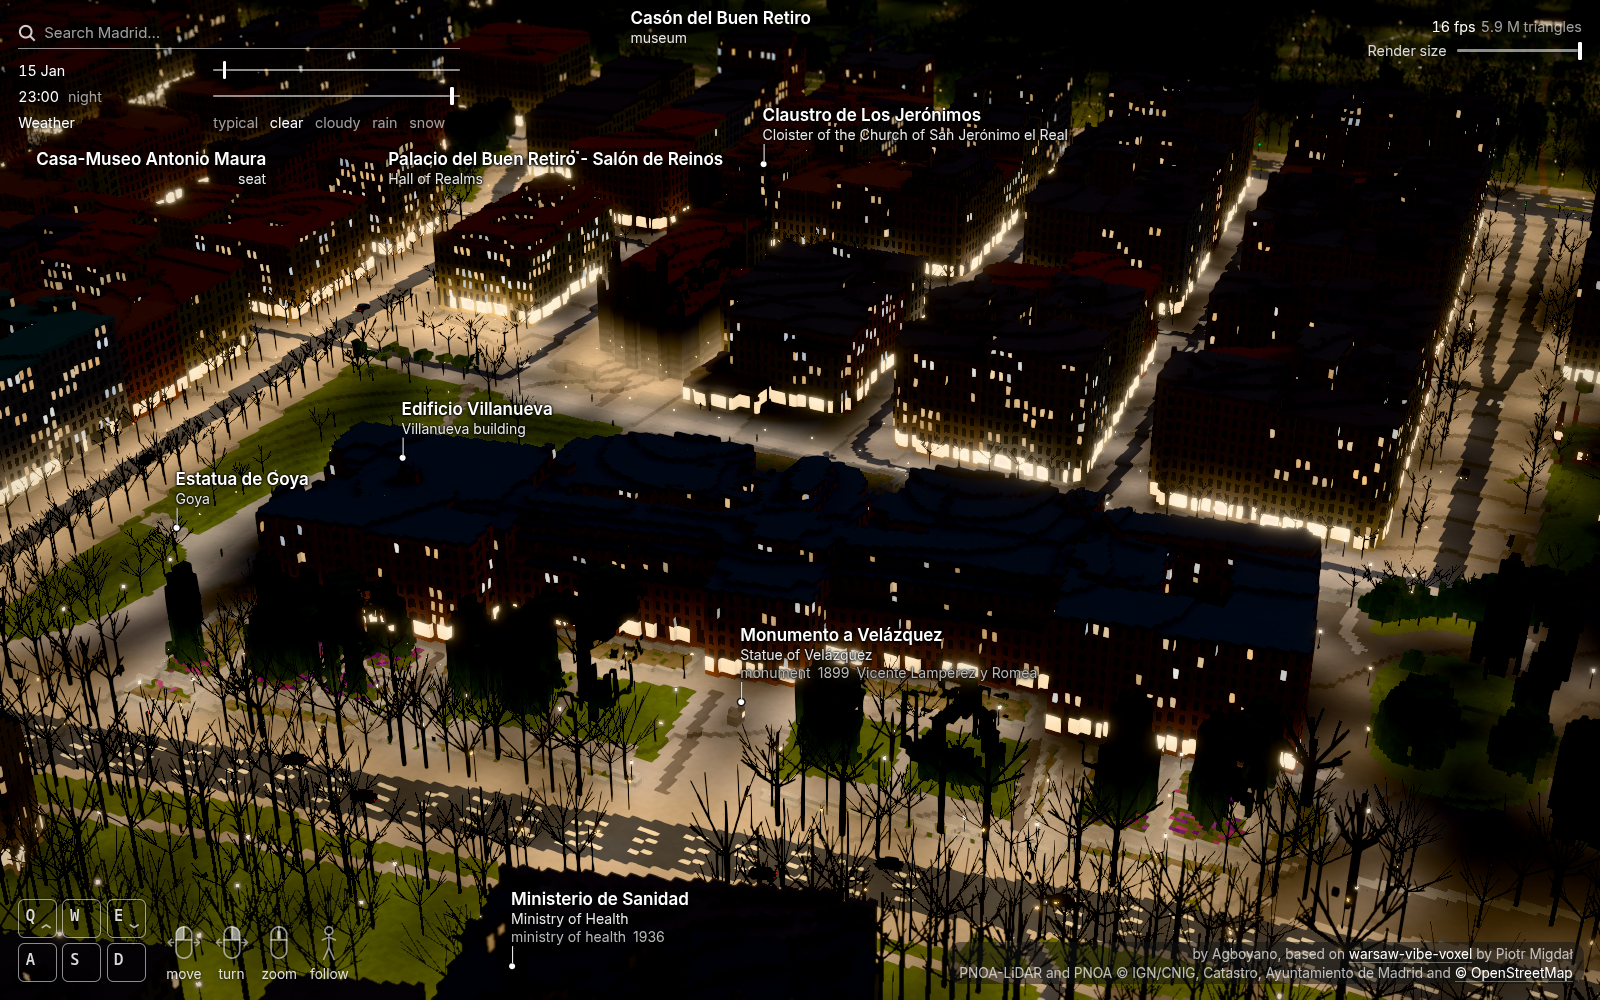 Search Madrid...
15 Jan
23:00 night
Weather typical clear cloudy rain snow
16 fps 5.9 M triangles
Render size
Casón del Buen Retiro
museum
Claustro de Los Jerónimos
Cloister of the Church of San Jerónimo el Real
Casa-Museo Antonio Maura
seat
Palacio del Buen Retiro - Salón de Reinos
Hall of Realms
Edificio Villanueva
Villanueva building
Estatua de Goya
Goya
Monumento a Velázquez
Statue of Velázquez
monument 1899 Vicente Lampérez y Romea
Ministerio de Sanidad
Ministry of Health
ministry of health 1936
Q W E
A S D
move turn zoom follow
by Agboyano, based on warsaw-vibe-voxel by Piotr Migdał
PNOA-LiDAR and PNOA © IGN/CNIG, Catastro, Ayuntamiento de Madrid and © OpenStreetMap